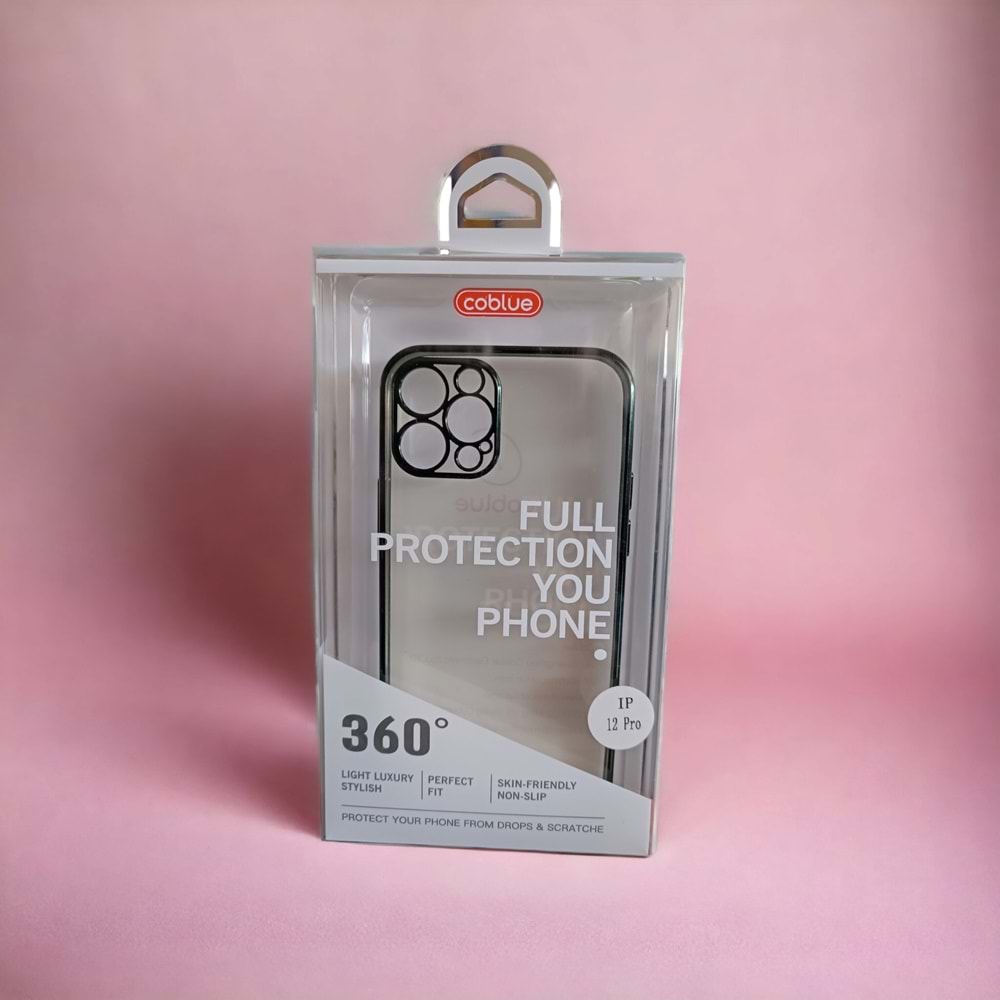 coblue
FULL
PROTECTION
YOU
PHONE
IP
12 Pro
360°
LIGHT LUXURY
STYLISH
PERFECT
FIT
SKIN-FRIENDLY
NON-SLIP
PROTECT YOUR PHONE FROM DROPS & SCRATCHE